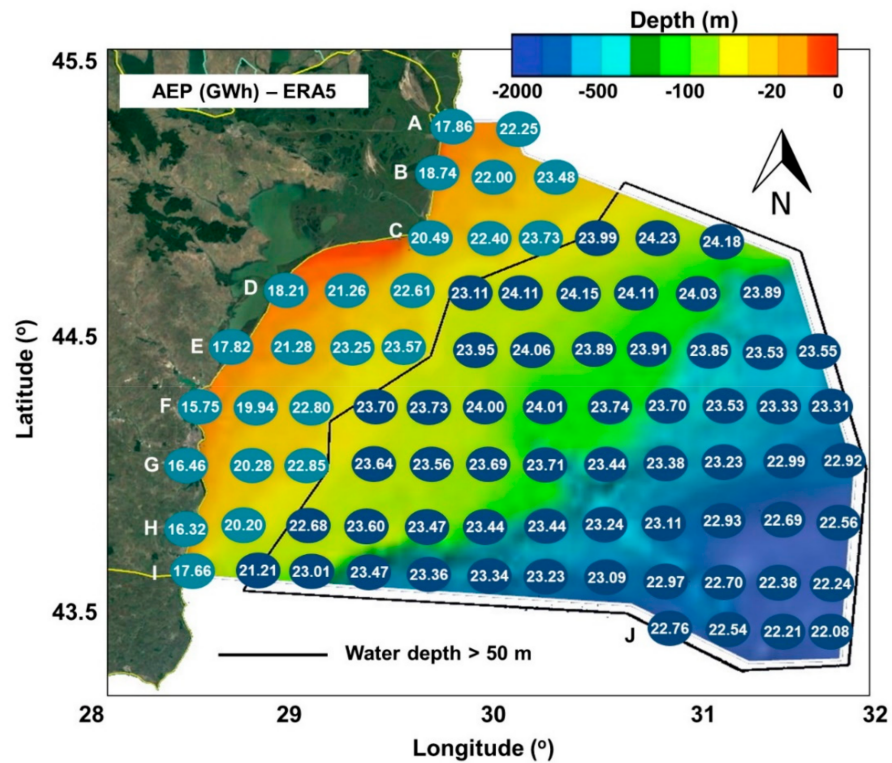 Depth (m)
-2000 -500 -100 -20 0
45.5
44.5
43.5
Latitude (°)
AEP (GWh) – ERA5
N
A 17.86 22.25
B 18.74 22.00 23.48
C 20.49 22.40 23.73 23.99 24.23 24.18
D 18.21 21.26 22.61 23.11 24.11 24.15 24.11 24.03 23.89
E 17.82 21.28 23.25 23.57 23.95 24.06 23.89 23.91 23.85 23.53 23.55
F 15.75 19.94 22.80 23.70 23.73 24.00 24.01 23.74 23.70 23.53 23.33 23.31
G 16.46 20.28 22.85 23.64 23.56 23.69 23.71 23.44 23.38 23.23 22.99 22.92
H 16.32 20.20 22.68 23.60 23.47 23.44 23.44 23.24 23.11 22.93 22.69 22.56
I 17.66 21.21 23.01 23.47 23.36 23.34 23.23 23.09 22.97 22.70 22.38 22.24
J 22.76 22.54 22.21 22.08
Water depth > 50 m
28 29 30 31 32
Longitude (°)